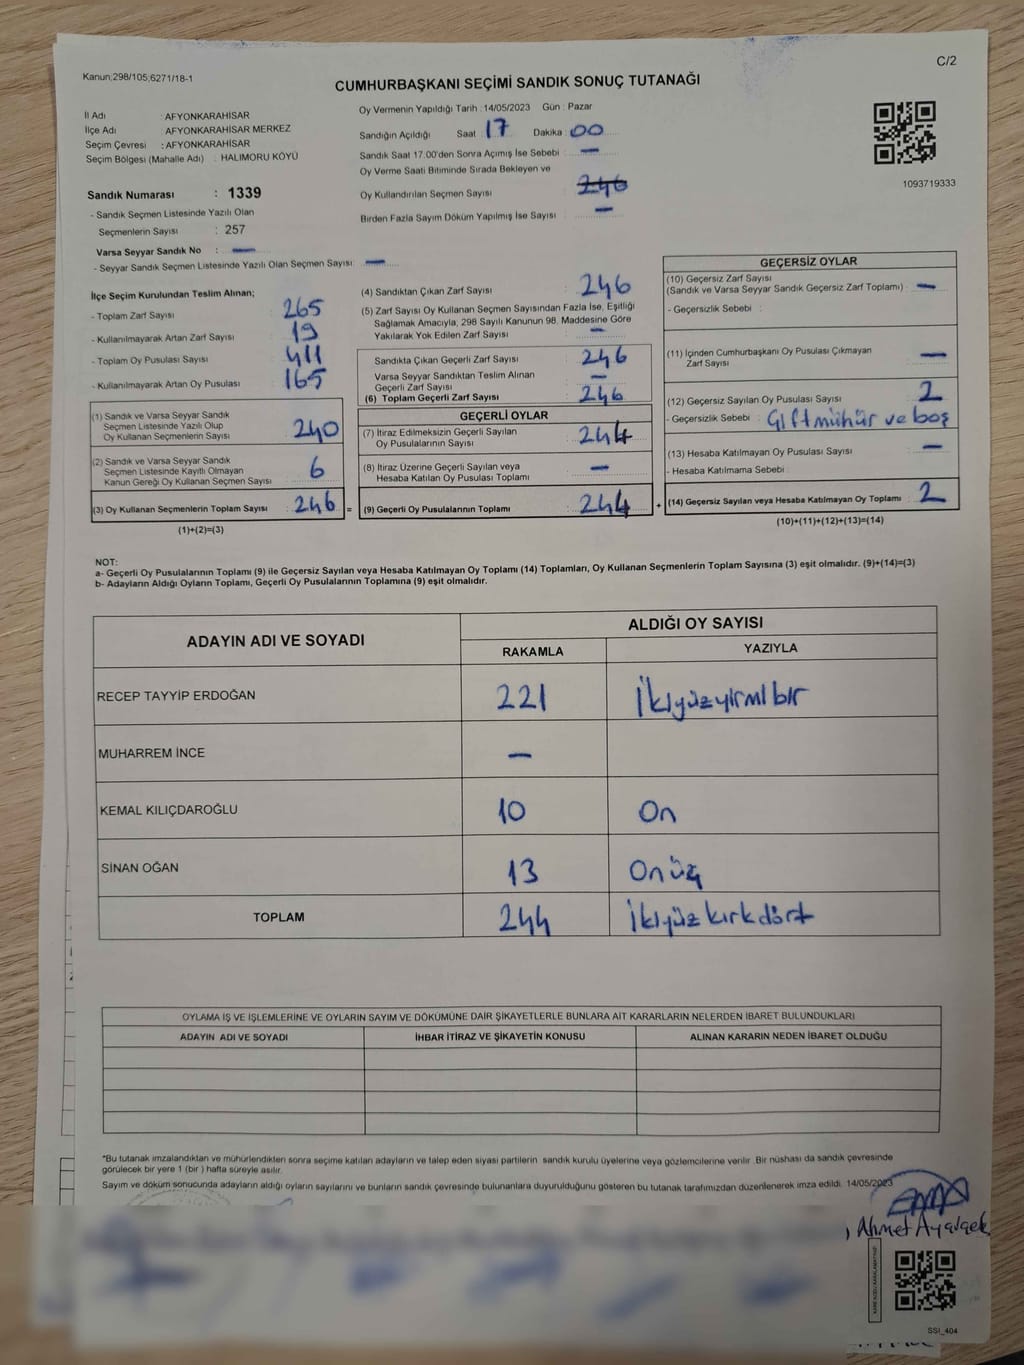 C/2
Kanun;298/105,6271/18-1
CUMHURBAŞKANI SEÇİMİ SANDIK SONUÇ TUTANAĞI
İl Adı : AFYONKARAHİSAR
İlçe Adı : AFYONKARAHİSAR MERKEZ
Seçim Çevresi : AFYONKARAHİSAR
Seçim Bölgesi (Mahalle Adı) : HALIMORU KÖYÜ
Sandık Numarası : 1339
- Sandık Seçmen Listesinde Yazılı Olan
Seçmenlerin Sayısı : 257
Varsa Seyyar Sandık No : —
- Seyyar Sandık Seçmen Listesinde Yazılı Olan Seçmen Sayısı: —
Oy Vermenin Yapıldığı Tarih :14/05/2023 Gün : Pazar
Sandığın Açıldığı Saat 17 Dakika : 00
Sandık Saat 17.00'den Sonra Açımış İse Sebebi : —
Oy Verme Saati Bitiminde Sırada Bekleyen ve
Oy Kullandırılan Seçmen Sayısı : 246
Birden Fazla Sayım Döküm Yapılmış İse Sayısı : —
1093719333
İlçe Seçim Kurulundan Teslim Alınan;
- Toplam Zarf Sayısı : 265
- Kullanılmayarak Artan Zarf Sayısı : 19
- Toplam Oy Pusulası Sayısı : 411
- Kullanılmayarak Artan Oy Pusulası : 165
(1) Sandık ve Varsa Seyyar Sandık
Seçmen Listesinde Yazılı Olup
Oy Kullanan Seçmenlerin Sayısı : 240
(2) Sandık ve Varsa Seyyar Sandık
Seçmen Listesinde Kayıtlı Olmayan
Kanun Gereği Oy Kullanan Seçmen Sayısı : 6
(3) Oy Kullanan Seçmenlerin Toplam Sayısı : 246 =
(1)+(2)=(3)
(4) Sandıktan Çıkan Zarf Sayısı : 246
(5) Zarf Sayısı Oy Kullanan Seçmen Sayısından Fazla İse, Eşitliği
Sağlamak Amacıyla, 298 Sayılı Kanunun 98. Maddesine Göre
Yakılarak Yok Edilen Zarf Sayısı : —
Sandıkta Çıkan Geçerli Zarf Sayısı : 246
Varsa Seyyar Sandıktan Teslim Alınan
Geçerli Zarf Sayısı : —
(6) Toplam Geçerli Zarf Sayısı : 246
GEÇERLİ OYLAR
(7) İtiraz Edilmeksizin Geçerli Sayılan
Oy Pusulalarının Sayısı : 244
(8) İtiraz Üzerine Geçerli Sayılan veya
Hesaba Katılan Oy Pusulası Toplamı : —
(9) Geçerli Oy Pusulalarının Toplamı : 244 +
GEÇERSİZ OYLAR
(10) Geçersiz Zarf Sayısı
(Sandık ve Varsa Seyyar Sandık Geçersiz Zarf Toplamı) : —
- Geçersizlik Sebebi :
(11) İçinden Cumhurbaşkanı Oy Pusulası Çıkmayan
Zarf Sayısı : —
(12) Geçersiz Sayılan Oy Pusulası Sayısı : 2
- Geçersizlik Sebebi : Çift mühür ve boş
(13) Hesaba Katılmayan Oy Pusulası Sayısı : —
- Hesaba Katılmama Sebebi :
(14) Geçersiz Sayılan veya Hesaba Katılmayan Oy Toplamı : 2
(10)+(11)+(12)+(13)=(14)
NOT:
a- Geçerli Oy Pusulalarının Toplamı (9) ile Geçersiz Sayılan veya Hesaba Katılmayan Oy Toplamı (14) Toplamları, Oy Kullanan Seçmenlerin Toplam Sayısına (3) eşit olmalıdır. (9)+(14)=(3)
b- Adayların Aldığı Oyların Toplamı, Geçerli Oy Pusulalarının Toplamına (9) eşit olmalıdır.
ADAYIN ADI VE SOYADI ALDIĞI OY SAYISI
RAKAMLA YAZIYLA
RECEP TAYYİP ERDOĞAN 221 İkiyüzyirmibir
MUHARREM İNCE —
KEMAL KILIÇDAROĞLU 10 On
SİNAN OĞAN 13 Onüç
TOPLAM 244 İkiyüzkırkdört
OYLAMA İŞ VE İŞLEMLERİNE VE OYLARIN SAYIM VE DÖKÜMÜNE DAİR ŞİKAYETLERLE BUNLARA AİT KARARLARIN NELERDEN İBARET BULUNDUKLARI
ADAYIN ADI VE SOYADI İHBAR İTİRAZ VE ŞİKAYETİN KONUSU ALINAN KARARIN NEDEN İBARET OLDUĞU
*Bu tutanak imzalandıktan ve mühürlendikten sonra seçime katılan adayların ve talep eden siyasi partilerin sandık kurulu üyelerine veya gözlemcilerine verilir. Bir nüshası da sandık çevresinde
görülecek bir yere 1 (bir ) hafta süreyle asılır.
Sayım ve döküm sonucunda adayların aldığı oyların sayılarını ve bunların sandık çevresinde bulunanlara duyurulduğunu gösteren bu tutanak tarafımızdan düzenlenerek imza edildi. 14/05/2023
Ahmet
SSI_404